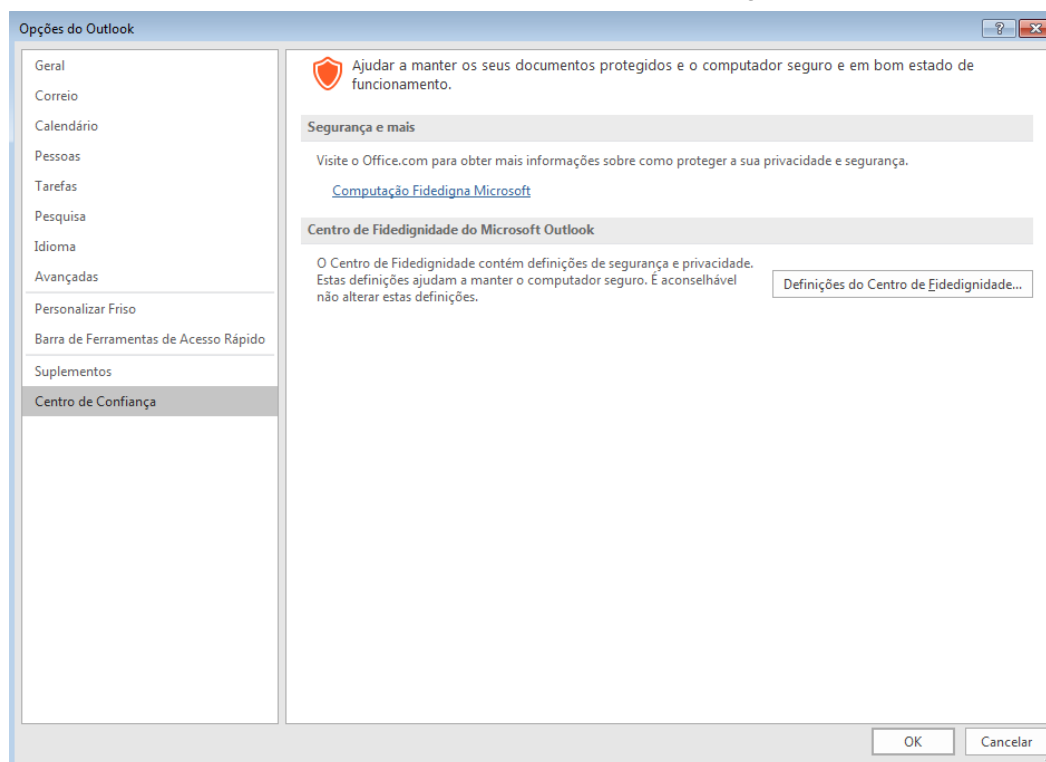 Opções do Outlook
Geral
Correio
Calendário
Pessoas
Tarefas
Pesquisa
Idioma
Avançadas
Personalizar Friso
Barra de Ferramentas de Acesso Rápido
Suplementos
Centro de Confiança
Ajudar a manter os seus documentos protegidos e o computador seguro e em bom estado de
funcionamento.
Segurança e mais
Visite o Office.com para obter mais informações sobre como proteger a sua privacidade e segurança.
Computação Fidedigna Microsoft
Centro de Fidedignidade do Microsoft Outlook
O Centro de Fidedignidade contém definições de segurança e privacidade.
Estas definições ajudam a manter o computador seguro. É aconselhável
não alterar estas definições.
Definições do Centro de Fidedignidade...
OK
Cancelar